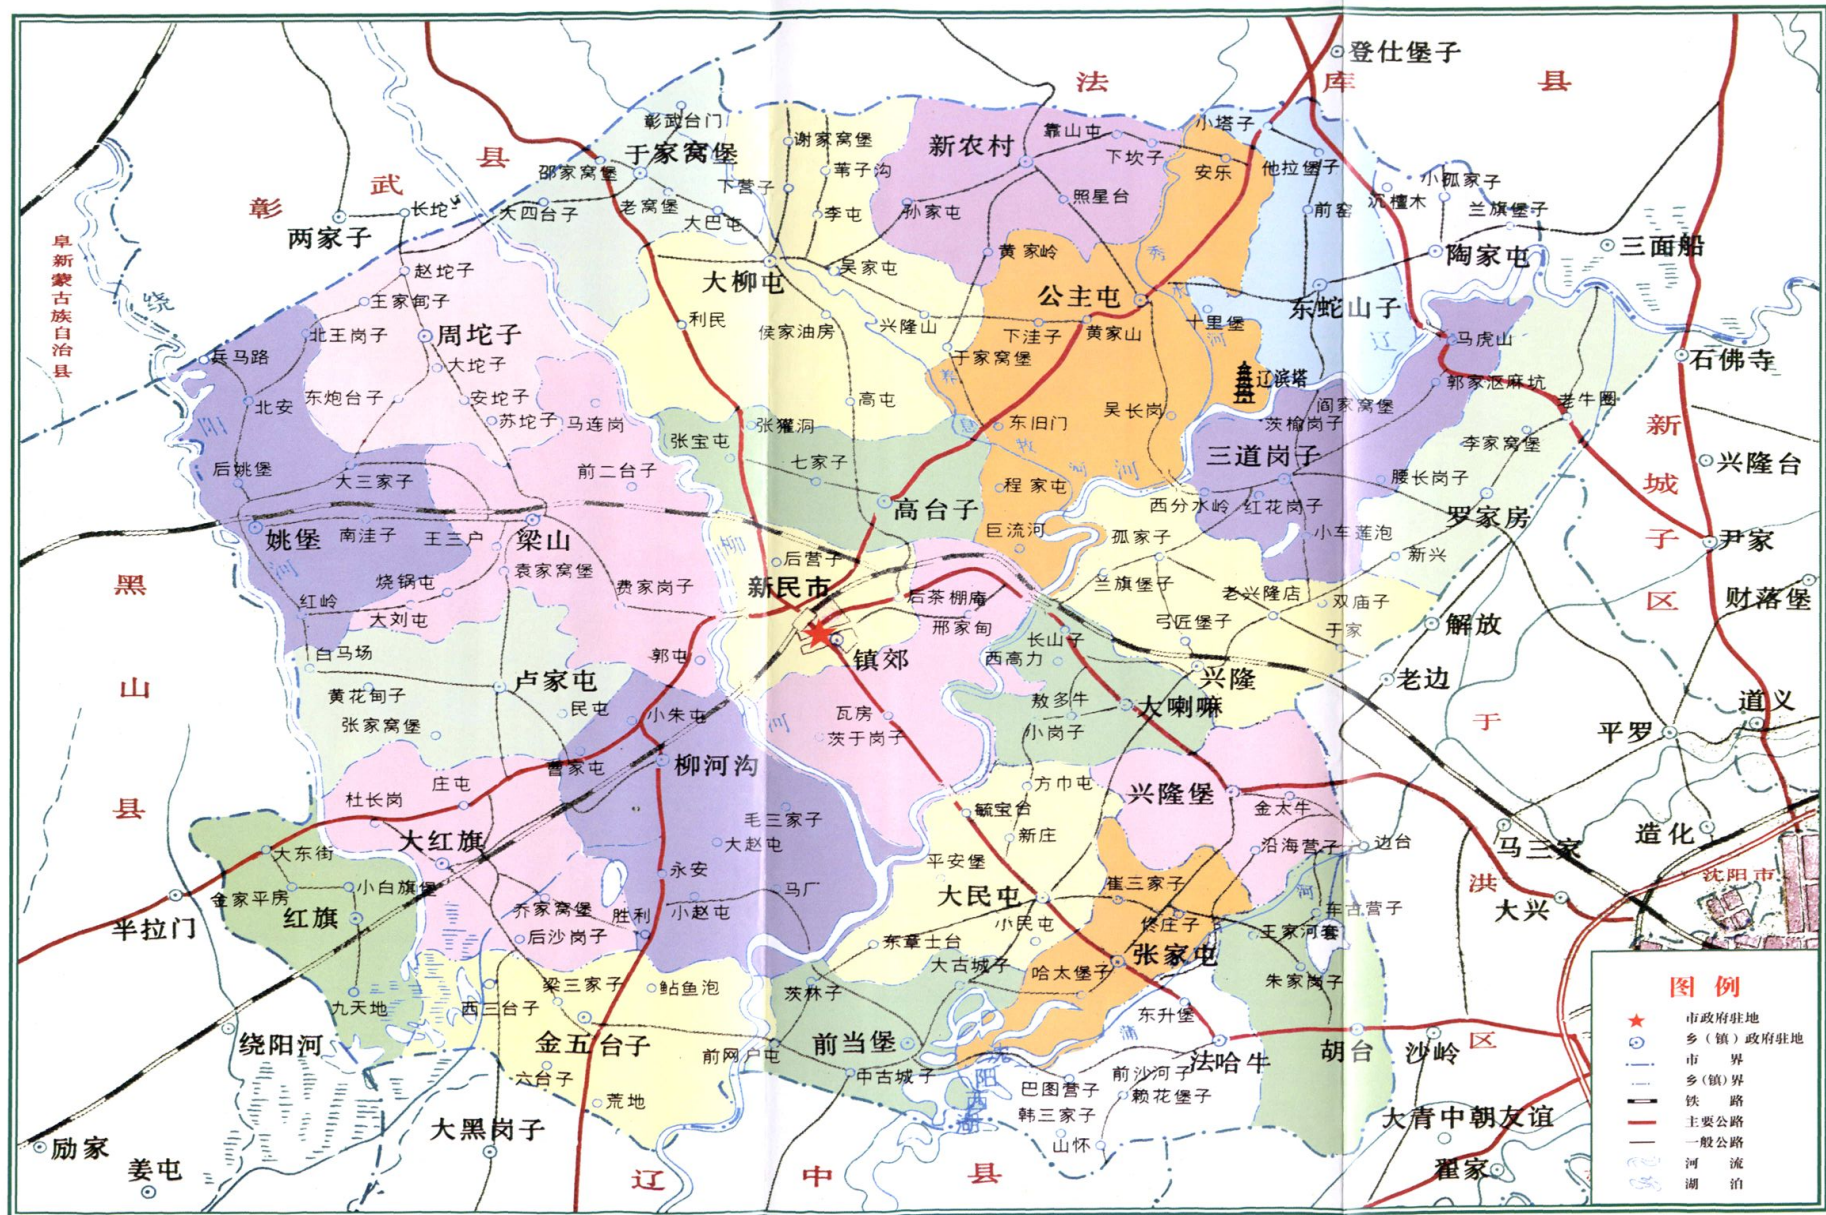 登仕堡子
法库县
彰武县
彰武台门
于家窝堡
谢家窝堡
新农村
靠山屯
小塔子
下坎子
安乐
他拉堡子
邵家窝堡
下营子
苇子沟
小孤家子
沉檀木
兰旗堡子
长坨
大四台子
老窝堡
大巴屯
李屯
孙家屯
照星台
前窑
两家子
阜新蒙古族自治县
黄家岭
陶家屯
三面船
赵坨子
大柳屯
吴家屯
秀
水
河
绕
阳
河
王家甸子
公主屯
东蛇山子
北王岗子
周坨子
利民
侯家油房
兴隆山
下洼子
黄家山
十里堡
辽
马虎山
兵马路
大坨子
于家窝堡
石佛寺
辽滨塔
郭家沤麻坑
北安
东炮台子
安坨子
高屯
养
息
牧
河
吴长岗
阎家窝堡
老牛圈
苏坨子
马连岗
张獾洞
东旧门
茨榆岗子
新城子区
张宝屯
李家窝堡
后姚堡
大三家子
前二台子
七家子
三道岗子
兴隆台
程家屯
腰长岗子
高台子
西分水岭
红花岗子
罗家房
姚堡
南洼子
王三户
梁山
巨流河
孤家子
小车莲泡
尹家
新兴
柳
河
后营子
袁家窝堡
烧锅屯
费家岗子
新民市
兰旗堡子
老兴隆店
双庙子
财落堡
黑山县
红岭
大刘屯
后茶棚庵
邢家甸
长山子
弓匠堡子
于家
解放
白马场
郭屯
镇郊
西高力
兴隆
老边
卢家屯
黄花甸子
敖多牛
大喇嘛
道义
张家窝堡
民屯
小朱屯
瓦房
茨于岗子
小岗子
于洪区
平罗
曹家屯
柳河沟
庄屯
方巾屯
兴隆堡
杜长岗
金太牛
毛三家子
毓宝台
大红旗
大赵屯
新庄
沿海营子
边台
马三家
造化
大东街
平安堡
沈阳市
永安
马厂
小白旗堡
金家平房
大民屯
崔三家子
大兴
红旗
乔家窝堡
胜利
小赵屯
小民屯
佟庄子
车古营子
半拉门
后沙岗子
东章士台
王家河套
张家屯
大古城子
哈太堡子
九天地
西三台子
梁三家子
鲇鱼泡
茨林子
朱家岗子
东升堡
绕阳河
金五台子
前网户屯
前当堡
蒲
河
法哈牛
胡台
沙岭
六台子
中古城子
巴图营子
前沙河子
荒地
韩三家子
赖花堡子
大黑岗子
山怀
大青中朝友谊
励家
姜屯
辽中县
翟家
图例
市政府驻地
乡(镇)政府驻地
市 界
乡(镇)界
铁 路
主要公路
一般公路
河 流
湖 泊